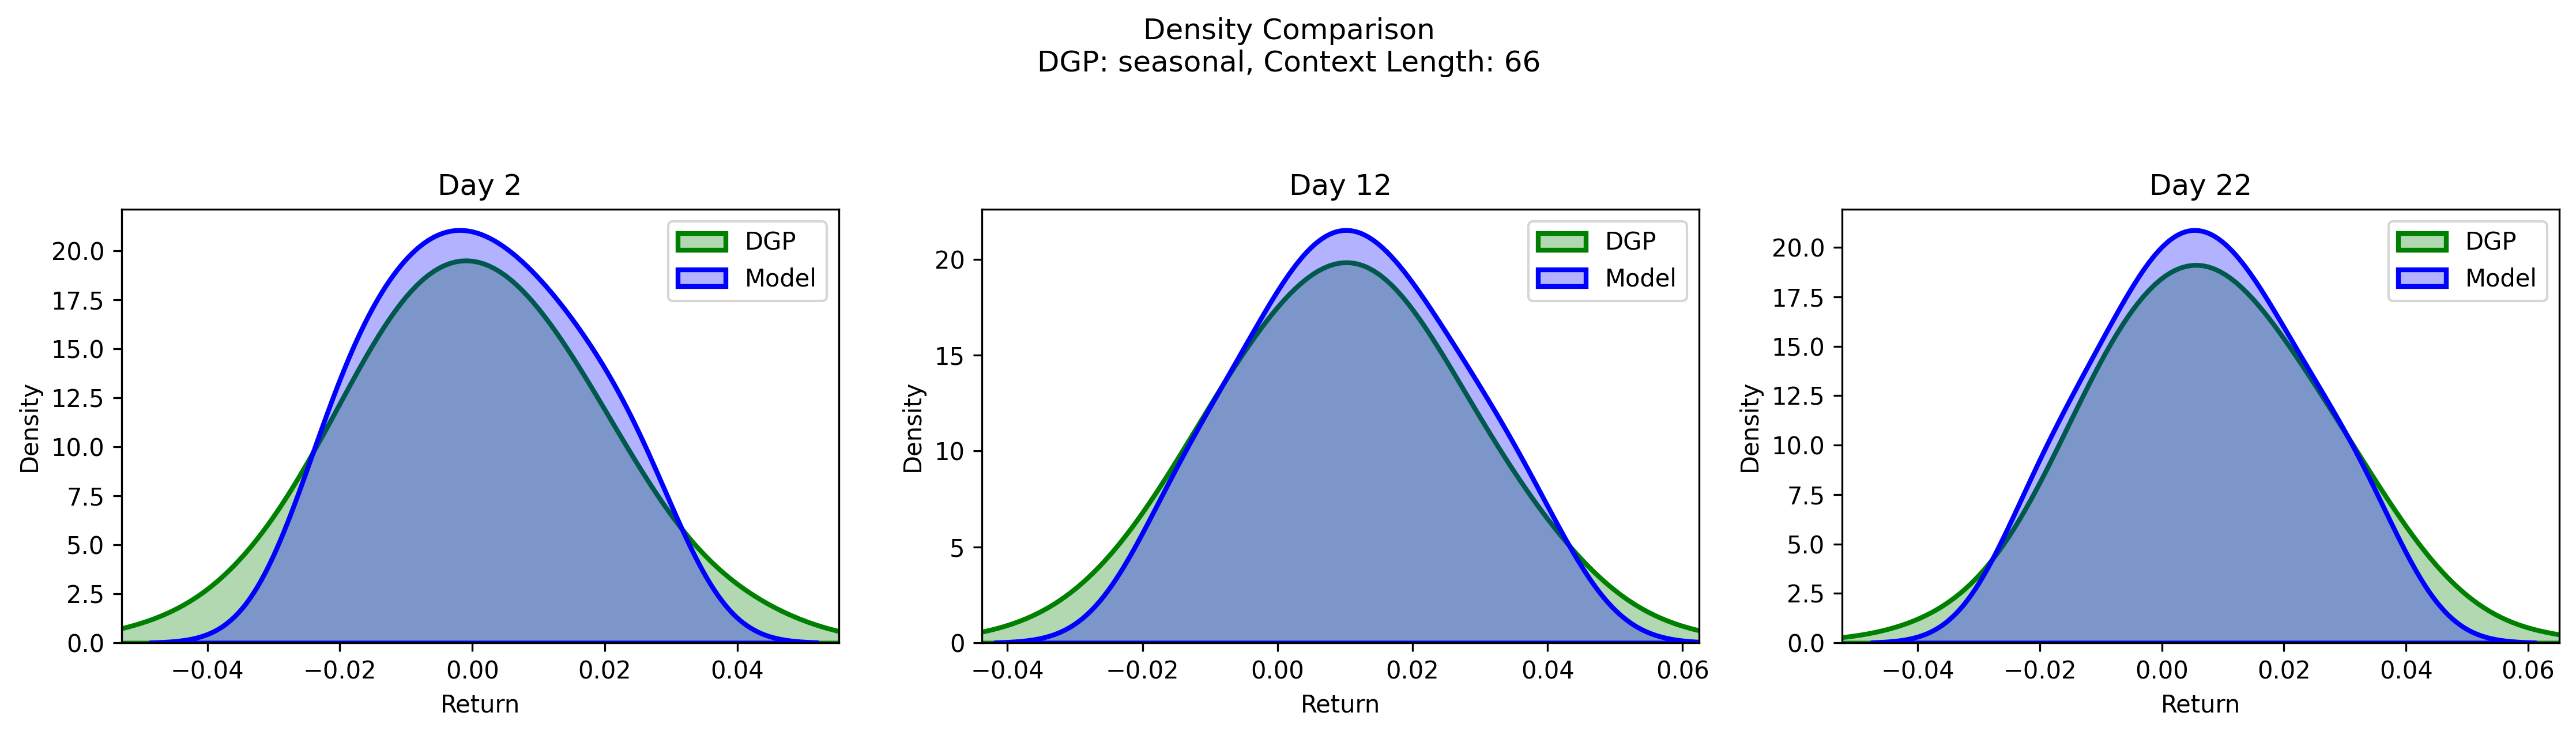 Density Comparison
DGP: seasonal, Context Length: 66
Day 2
DGP
Model
20.0
17.5
15.0
12.5
10.0
7.5
5.0
2.5
0.0
Density
−0.04
−0.02
0.00
0.02
0.04
Return
Day 12
DGP
Model
20
15
10
5
0
Density
−0.04
−0.02
0.00
0.02
0.04
0.06
Return
Day 22
DGP
Model
20.0
17.5
15.0
12.5
10.0
7.5
5.0
2.5
0.0
Density
−0.04
−0.02
0.00
0.02
0.04
0.06
Return